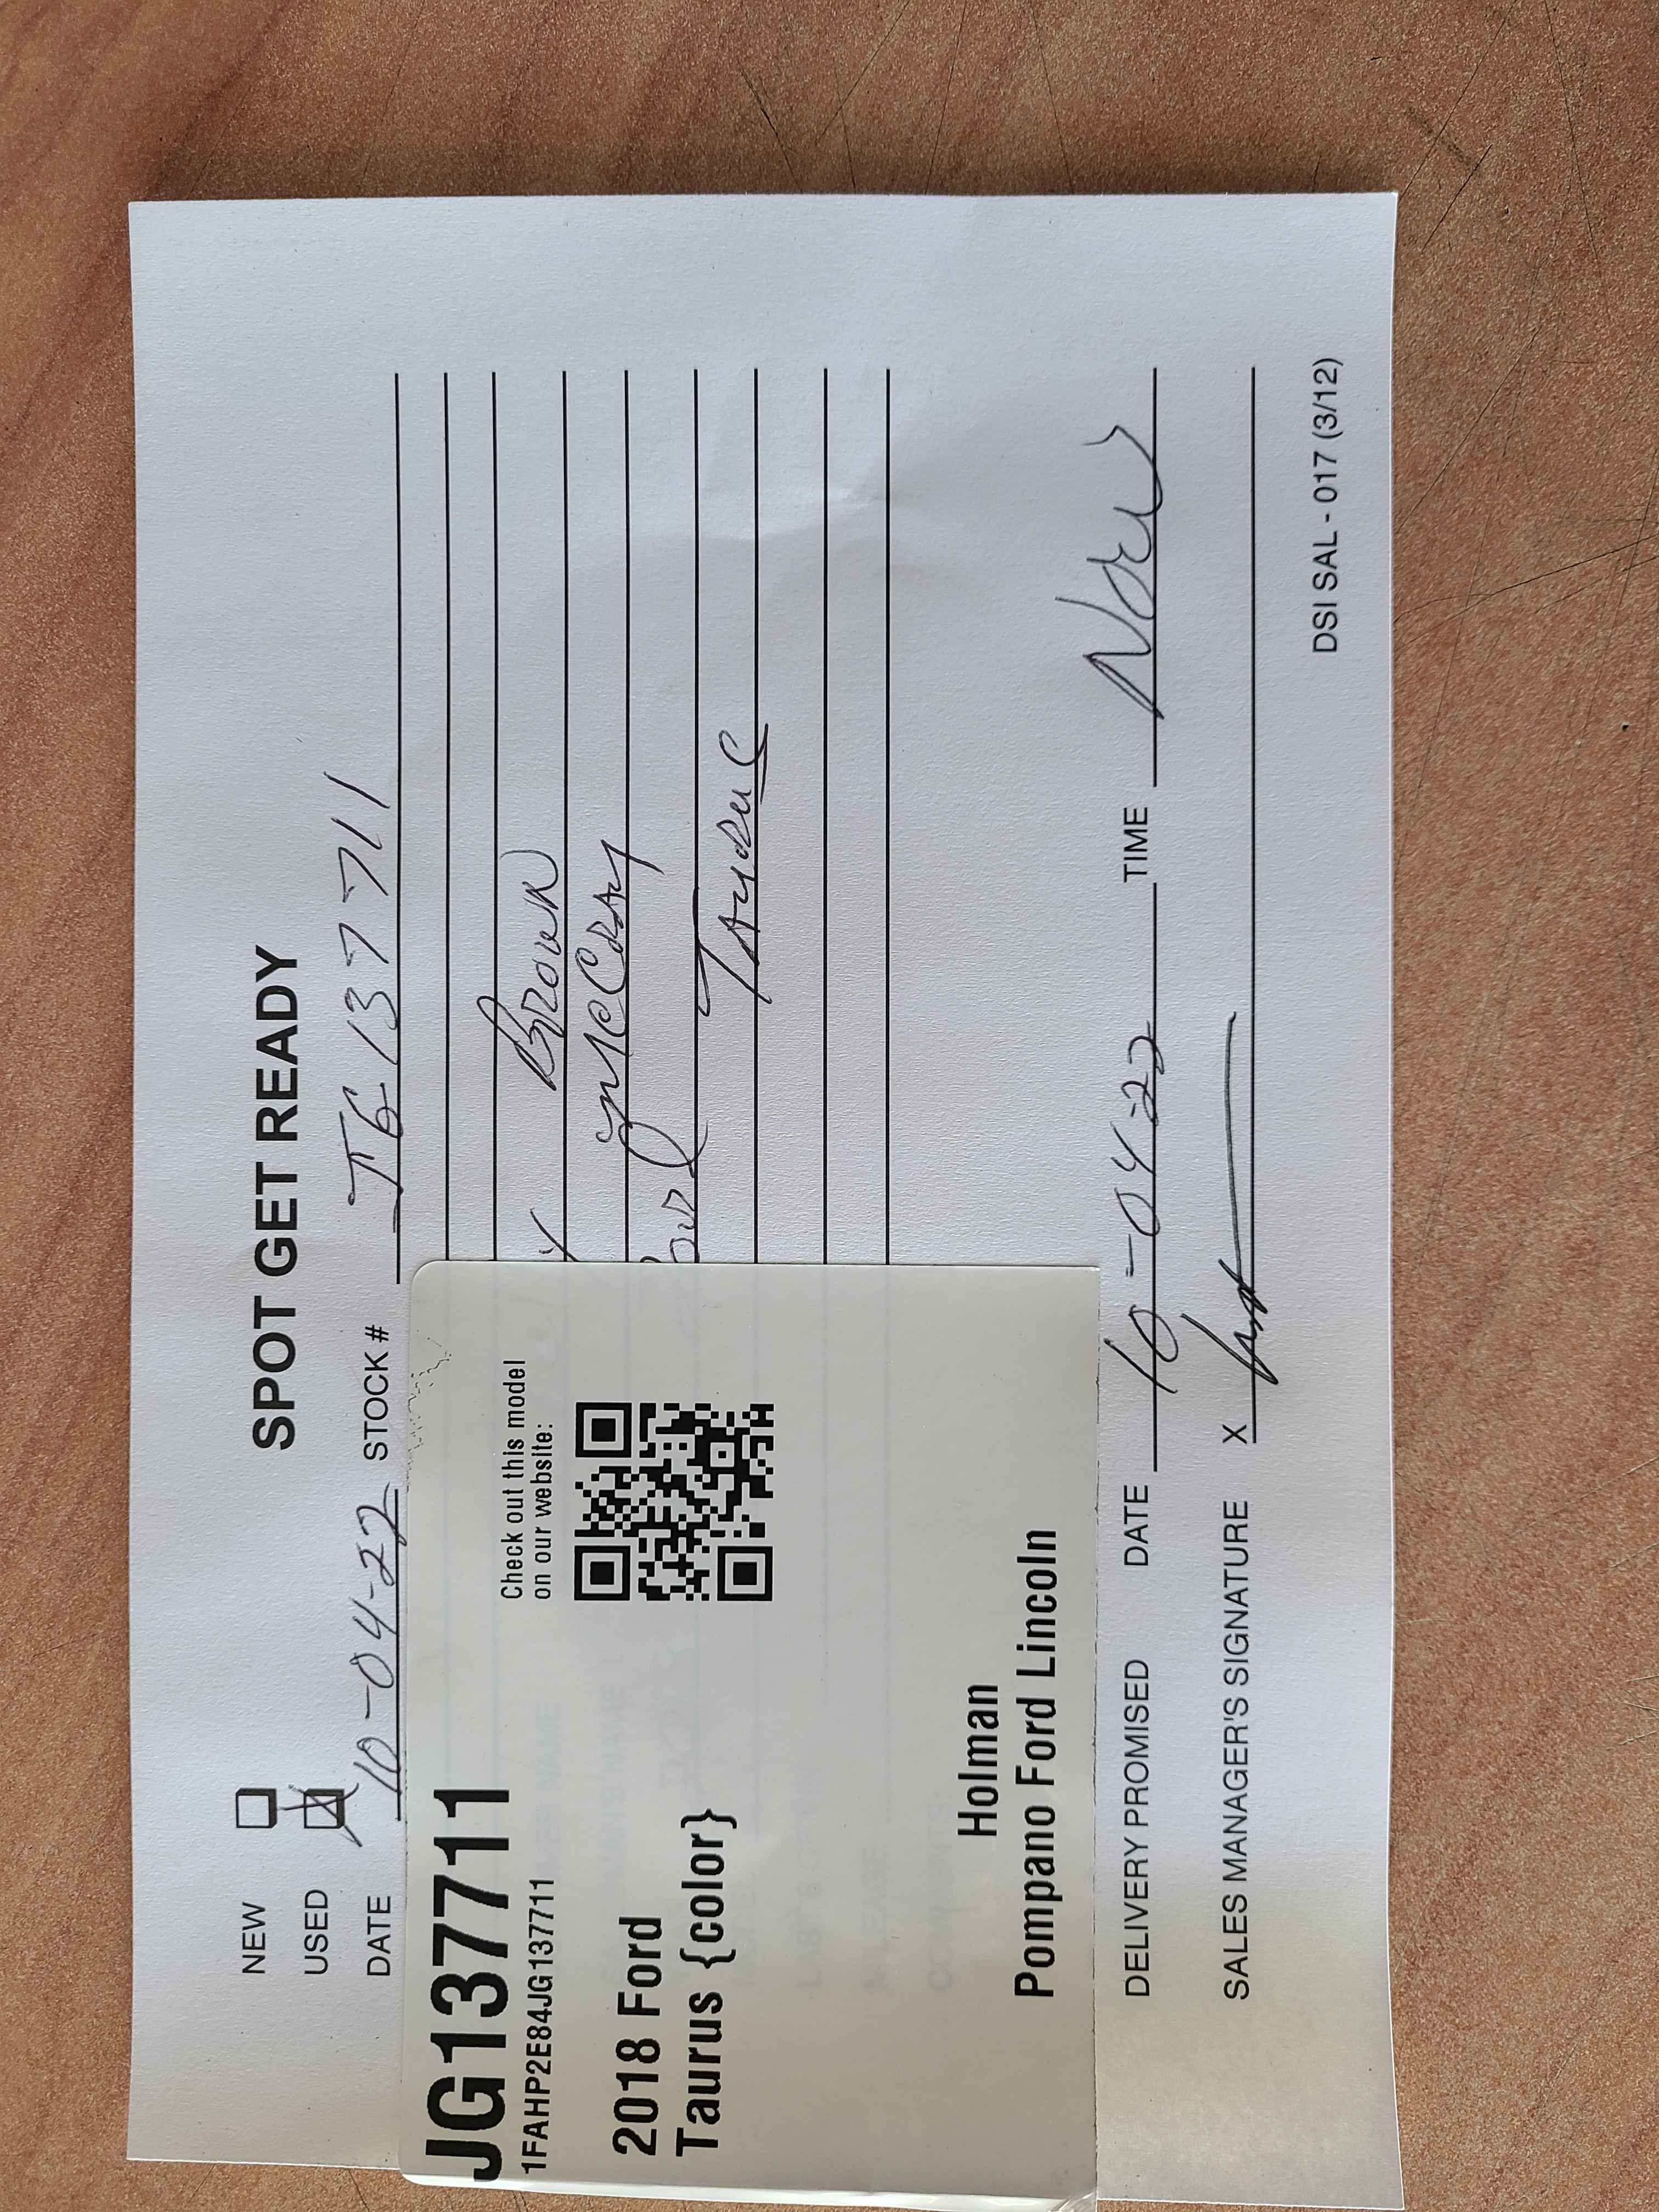 SPOT GET READY
NEW
USED
DATE 10-04-22 STOCK # JG137711
Brown
McCray
Ford
Taurus
JG137711
1FAHP2E84JG137711
2018 Ford
Taurus {color}
Check out this model
on our website:
Holman
Pompano Ford Lincoln
DELIVERY PROMISED DATE 10-04-22 TIME Now
SALES MANAGER'S SIGNATURE X
DSI SAL - 017 (3/12)